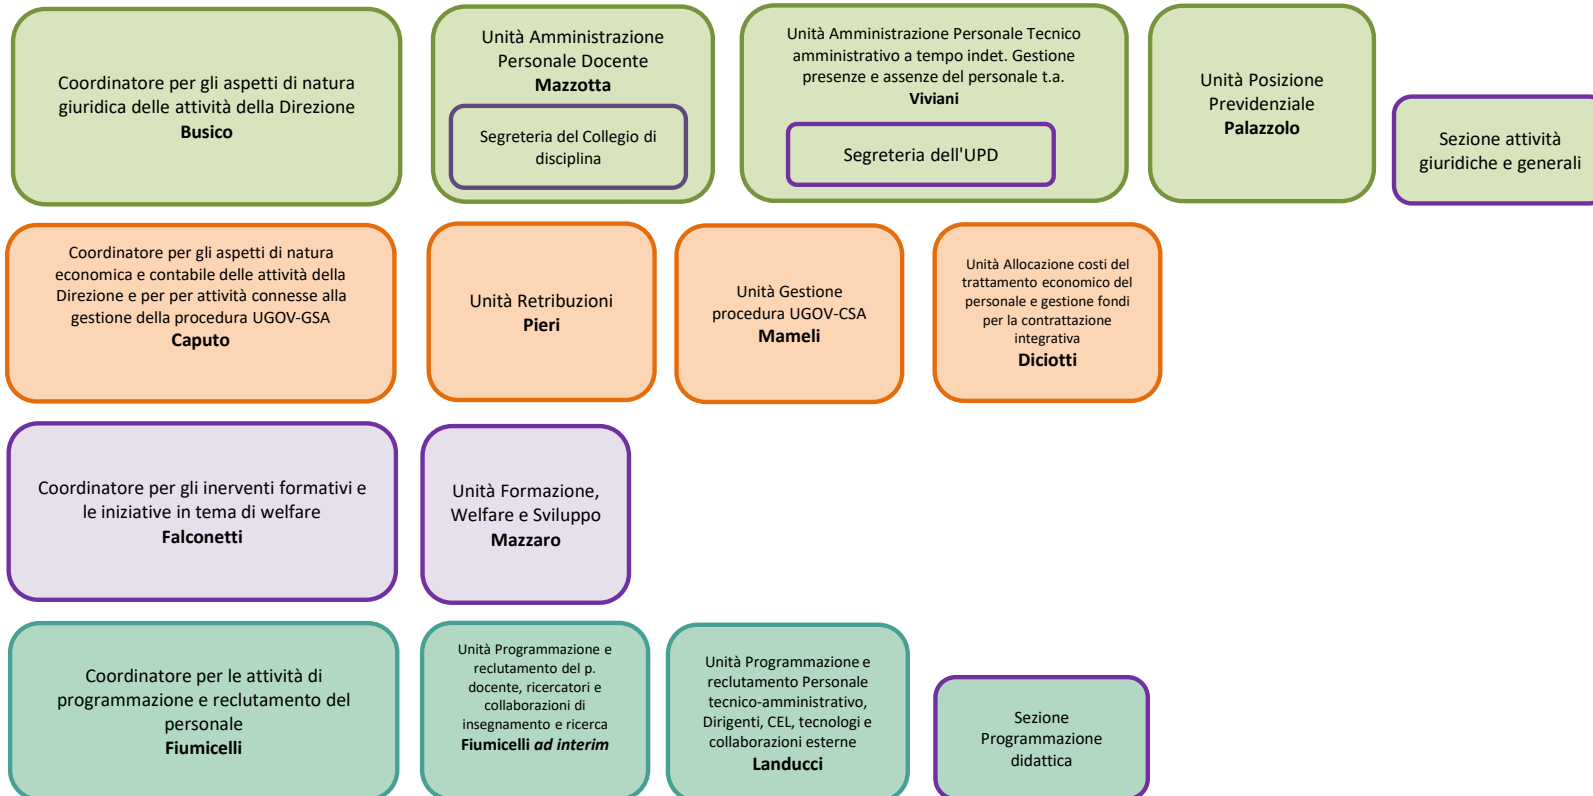 Coordinatore per gli aspetti di natura
giuridica delle attività della Direzione
Busico
Unità Amministrazione
Personale Docente
Mazzotta
Segreteria del Collegio di
disciplina
Unità Amministrazione Personale Tecnico
amministrativo a tempo indet. Gestione
presenze e assenze del personale t.a.
Viviani
Segreteria dell'UPD
Unità Posizione
Previdenziale
Palazzolo
Sezione attività
giuridiche e generali
Coordinatore per gli aspetti di natura
economica e contabile delle attività della
Direzione e per per attività connesse alla
gestione della procedura UGOV-GSA
Caputo
Unità Retribuzioni
Pieri
Unità Gestione
procedura UGOV-CSA
Mameli
Unità Allocazione costi del
trattamento economico del
personale e gestione fondi
per la contrattazione
integrativa
Diciotti
Coordinatore per gli inerventi formativi e
le iniziative in tema di welfare
Falconetti
Unità Formazione,
Welfare e Sviluppo
Mazzaro
Coordinatore per le attività di
programmazione e reclutamento del
personale
Fiumicelli
Unità Programmazione e
reclutamento del p.
docente, ricercatori e
collaborazioni di
insegnamento e ricerca
Fiumicelli ad interim
Unità Programmazione e
reclutamento Personale
tecnico-amministrativo,
Dirigenti, CEL, tecnologi e
collaborazioni esterne
Landucci
Sezione
Programmazione
didattica